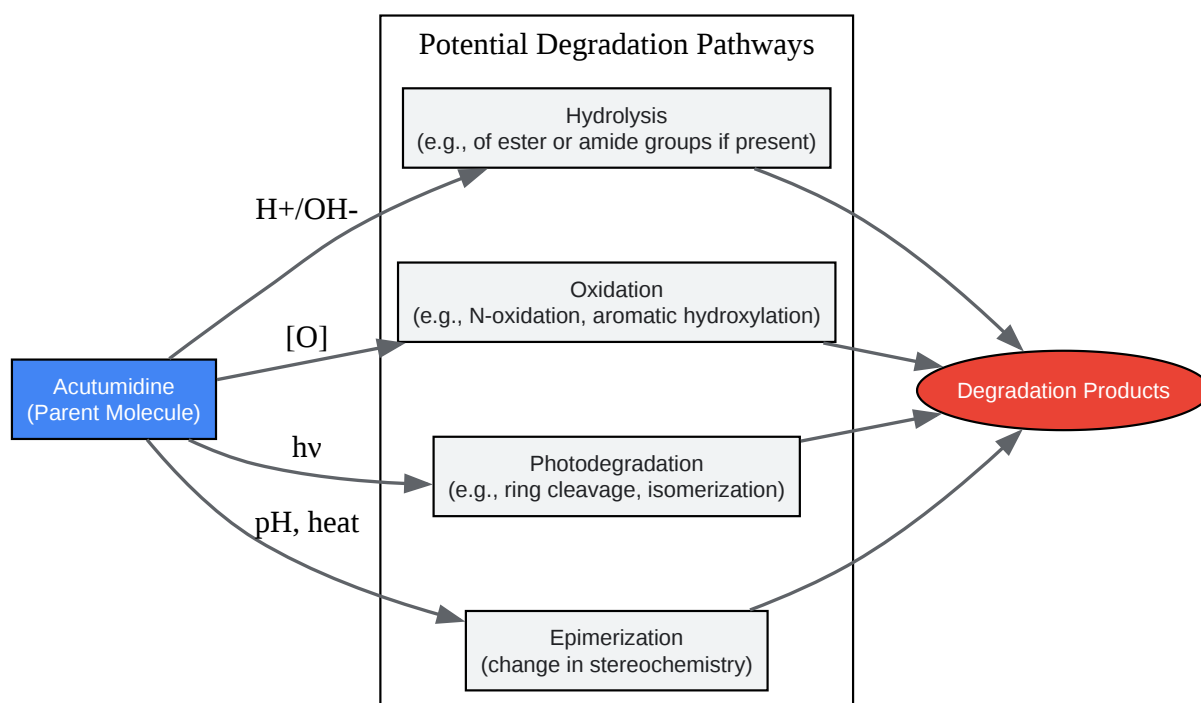 Potential Degradation Pathways
Hydrolysis
(e.g., of ester or amide groups if present)
H+/OH-
Oxidation
(e.g., N-oxidation, aromatic hydroxylation)
[O]
Acutumidine
(Parent Molecule)
Degradation Products
hν
Photodegradation
(e.g., ring cleavage, isomerization)
pH, heat
Epimerization
(change in stereochemistry)